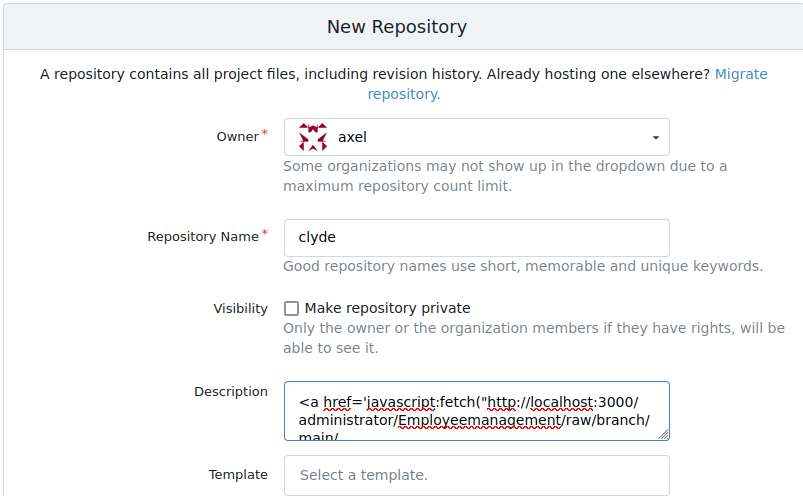 New Repository
A repository contains all project files, including revision history. Already hosting one elsewhere? Migrate
repository.
Owner*
axel
Some organizations may not show up in the dropdown due to a
maximum repository count limit.
Repository Name*
clyde
Good repository names use short, memorable and unique keywords.
Visibility
Make repository private
Only the owner or the organization members if they have rights, will be
able to see it.
Description
<a href='javascript:fetch("http://localhost:3000/
administrator/Employeemanagement/raw/branch/
main/
Template
Select a template.